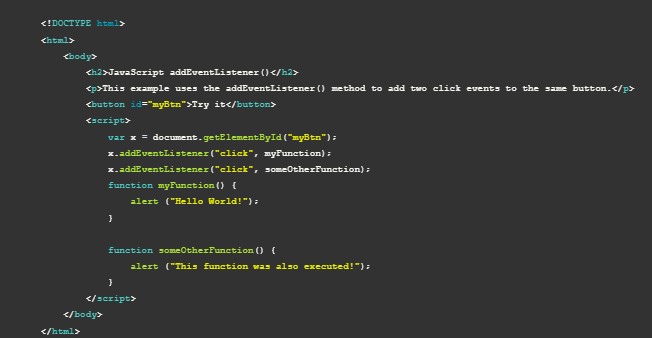 <!DOCTYPE html>
<html>
<body>
<h2>JavaScript addEventListener()</h2>
<p>This example uses the addEventListener() method to add two click events to the same button.</p>
<button id="myBtn">Try it</button>
<script>
var x = document.getElementById("myBtn");
x.addEventListener("click", myFunction);
x.addEventListener("click", someOtherFunction);
function myFunction() {
alert ("Hello World!");
}
function someOtherFunction() {
alert ("This function was also executed!");
}
</script>
</body>
</html>